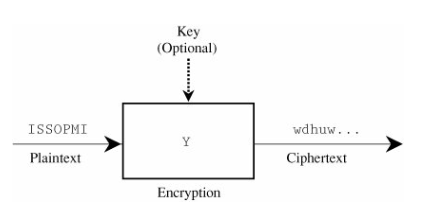 Key
(Optional)
ISSOPMI
Y
wdhuw...
Plaintext
Ciphertext
Encryption